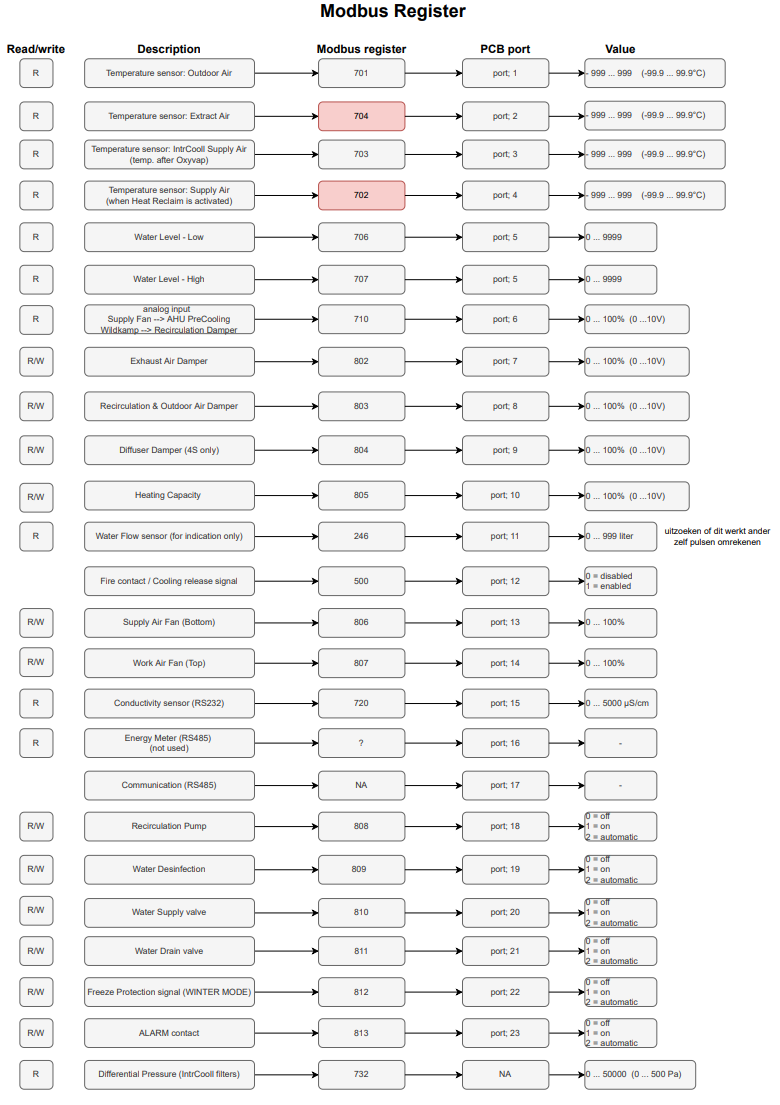 Modbus Register
Read/write Description Modbus register PCB port Value
R Temperature sensor: Outdoor Air 701 port; 1 - 999 ... 999 (-99.9 ... 99.9°C)
R Temperature sensor: Extract Air 704 port; 2 - 999 ... 999 (-99.9 ... 99.9°C)
R Temperature sensor: IntrCooll Supply Air
(temp. after Oxyvap) 703 port; 3 - 999 ... 999 (-99.9 ... 99.9°C)
R Temperature sensor: Supply Air
(when Heat Reclaim is activated) 702 port; 4 - 999 ... 999 (-99.9 ... 99.9°C)
R Water Level - Low 706 port; 5 0 ... 9999
R Water Level - High 707 port; 5 0 ... 9999
R analog input
Supply Fan --> AHU PreCooling
Wildkamp --> Recirculation Damper 710 port; 6 0 ... 100% (0 ...10V)
R/W Exhaust Air Damper 802 port; 7 0 ... 100% (0 ...10V)
R/W Recirculation & Outdoor Air Damper 803 port; 8 0 ... 100% (0 ...10V)
R/W Diffuser Damper (4S only) 804 port; 9 0 ... 100% (0 ...10V)
R/W Heating Capacity 805 port; 10 0 ... 100% (0 ...10V)
R Water Flow sensor (for indication only) 246 port; 11 0 ... 999 liter uitzoeken of dit werkt ander
zelf pulsen omrekenen
Fire contact / Cooling release signal 500 port; 12 0 = disabled
1 = enabled
R/W Supply Air Fan (Bottom) 806 port; 13 0 ... 100%
R/W Work Air Fan (Top) 807 port; 14 0 ... 100%
R Conductivity sensor (RS232) 720 port; 15 0 ... 5000 µS/cm
R Energy Meter (RS485)
(not used) ? port; 16 -
Communication (RS485) NA port; 17 -
R/W Recirculation Pump 808 port; 18 0 = off
1 = on
2 = automatic
R/W Water Desinfection 809 port; 19 0 = off
1 = on
2 = automatic
R/W Water Supply valve 810 port; 20 0 = off
1 = on
2 = automatic
R/W Water Drain valve 811 port; 21 0 = off
1 = on
2 = automatic
R/W Freeze Protection signal (WINTER MODE) 812 port; 22 0 = off
1 = on
2 = automatic
R/W ALARM contact 813 port; 23 0 = off
1 = on
2 = automatic
R Differential Pressure (IntrCooll filters) 732 NA 0 ... 50000 (0 ... 500 Pa)